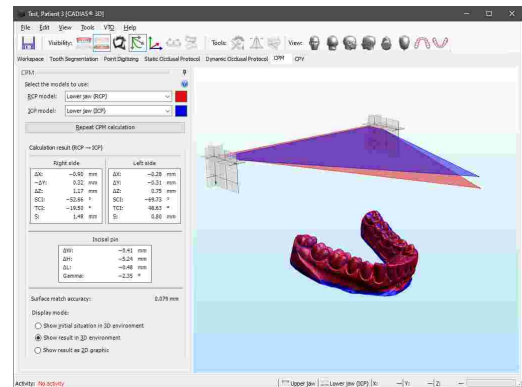 Test, Patient 3 [CADIAS® 3D]
File Edit View Tools VTO Help
Visibility: Tools: View:
Workspace Tooth Segmentation Point Digitizing Static Occlusal Protocol Dynamic Occlusal Protocol CPM CPV
CPM
Select the models to use:
RCP model: Lower jaw (RCP)
ICP model: Lower jaw (ICP)
Repeat CPM calculation
Calculation result (RCP → ICP)
Right side Left side
ΔX: -0.90 mm ΔX: -0.28 mm
-ΔY: 0.32 mm ΔY: -0.31 mm
ΔZ: 1.17 mm ΔZ: 0.75 mm
SCI: -52.66 ° SCI: -69.73 °
TCI: -19.50 ° TCI: -48.63 °
S: 1.48 mm S: 0.80 mm
Incisal pin
ΔW: -0.41 mm
ΔH: -5.24 mm
ΔL: -0.48 mm
Gamma: -2.35 °
Surface match accuracy: 0.079 mm
Display mode:
Show initial situation in 3D environment
Show result in 3D environment
Show result as 2D graphic
Activity: No activity Upper jaw Lower jaw (ICP) X: — Y: — Z: —